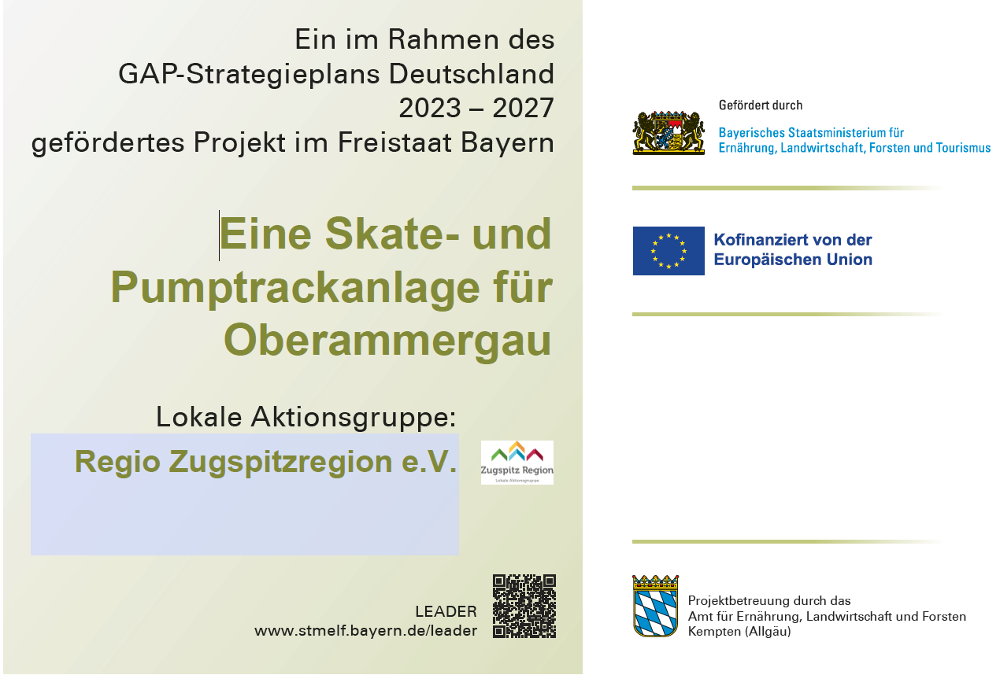 Ein im Rahmen des
GAP-Strategieplans Deutschland
2023 – 2027
gefördertes Projekt im Freistaat Bayern
Eine Skate- und
Pumptrackanlage für
Oberammergau
Lokale Aktionsgruppe:
Regio Zugspitzregion e.V.
Zugspitz Region
Lokale Aktionsgruppe
LEADER
www.stmelf.bayern.de/leader
Gefördert durch
Bayerisches Staatsministerium für
Ernährung, Landwirtschaft, Forsten und Tourismus
Kofinanziert von der
Europäischen Union
Projektbetreuung durch das
Amt für Ernährung, Landwirtschaft und Forsten
Kempten (Allgäu)